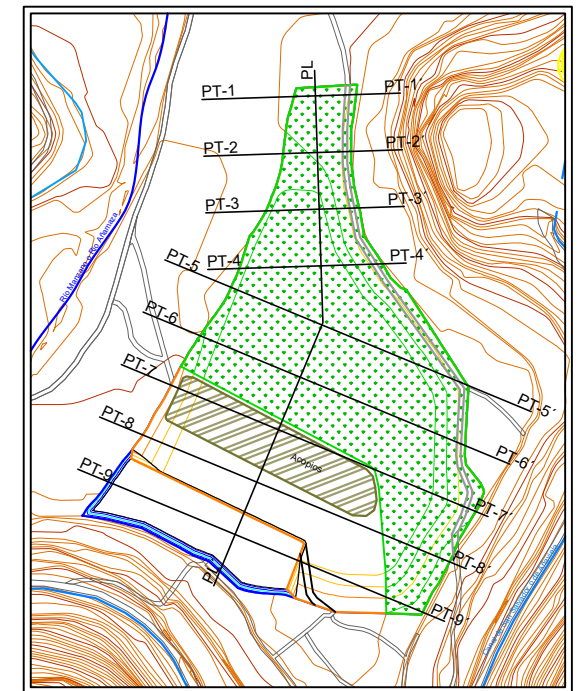 PL
PT-1 PT-1´
PT-2 PT-2´
PT-3 PT-3´
PT-4 PT-4´
PT-5 PT-5´
PT-6 PT-6´
PT-7 PT-7´
PT-8 PT-8´
PT-9 PT-9´
Acopios
PL´
Río Manubles o Río Añamaza